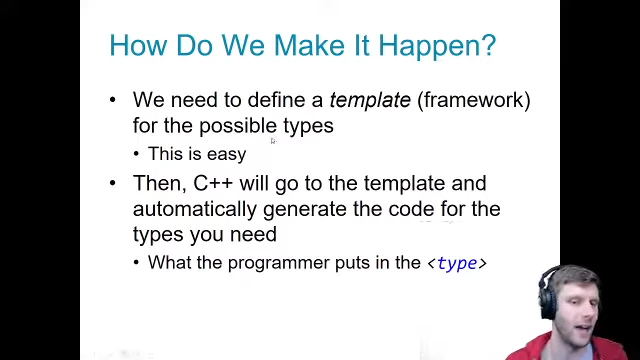 How Do We Make It Happen?
• We need to define a template (framework)
for the possible types
• This is easy
• Then, C++ will go to the template and
automatically generate the code for the
types you need
• What the programmer puts in the <type>